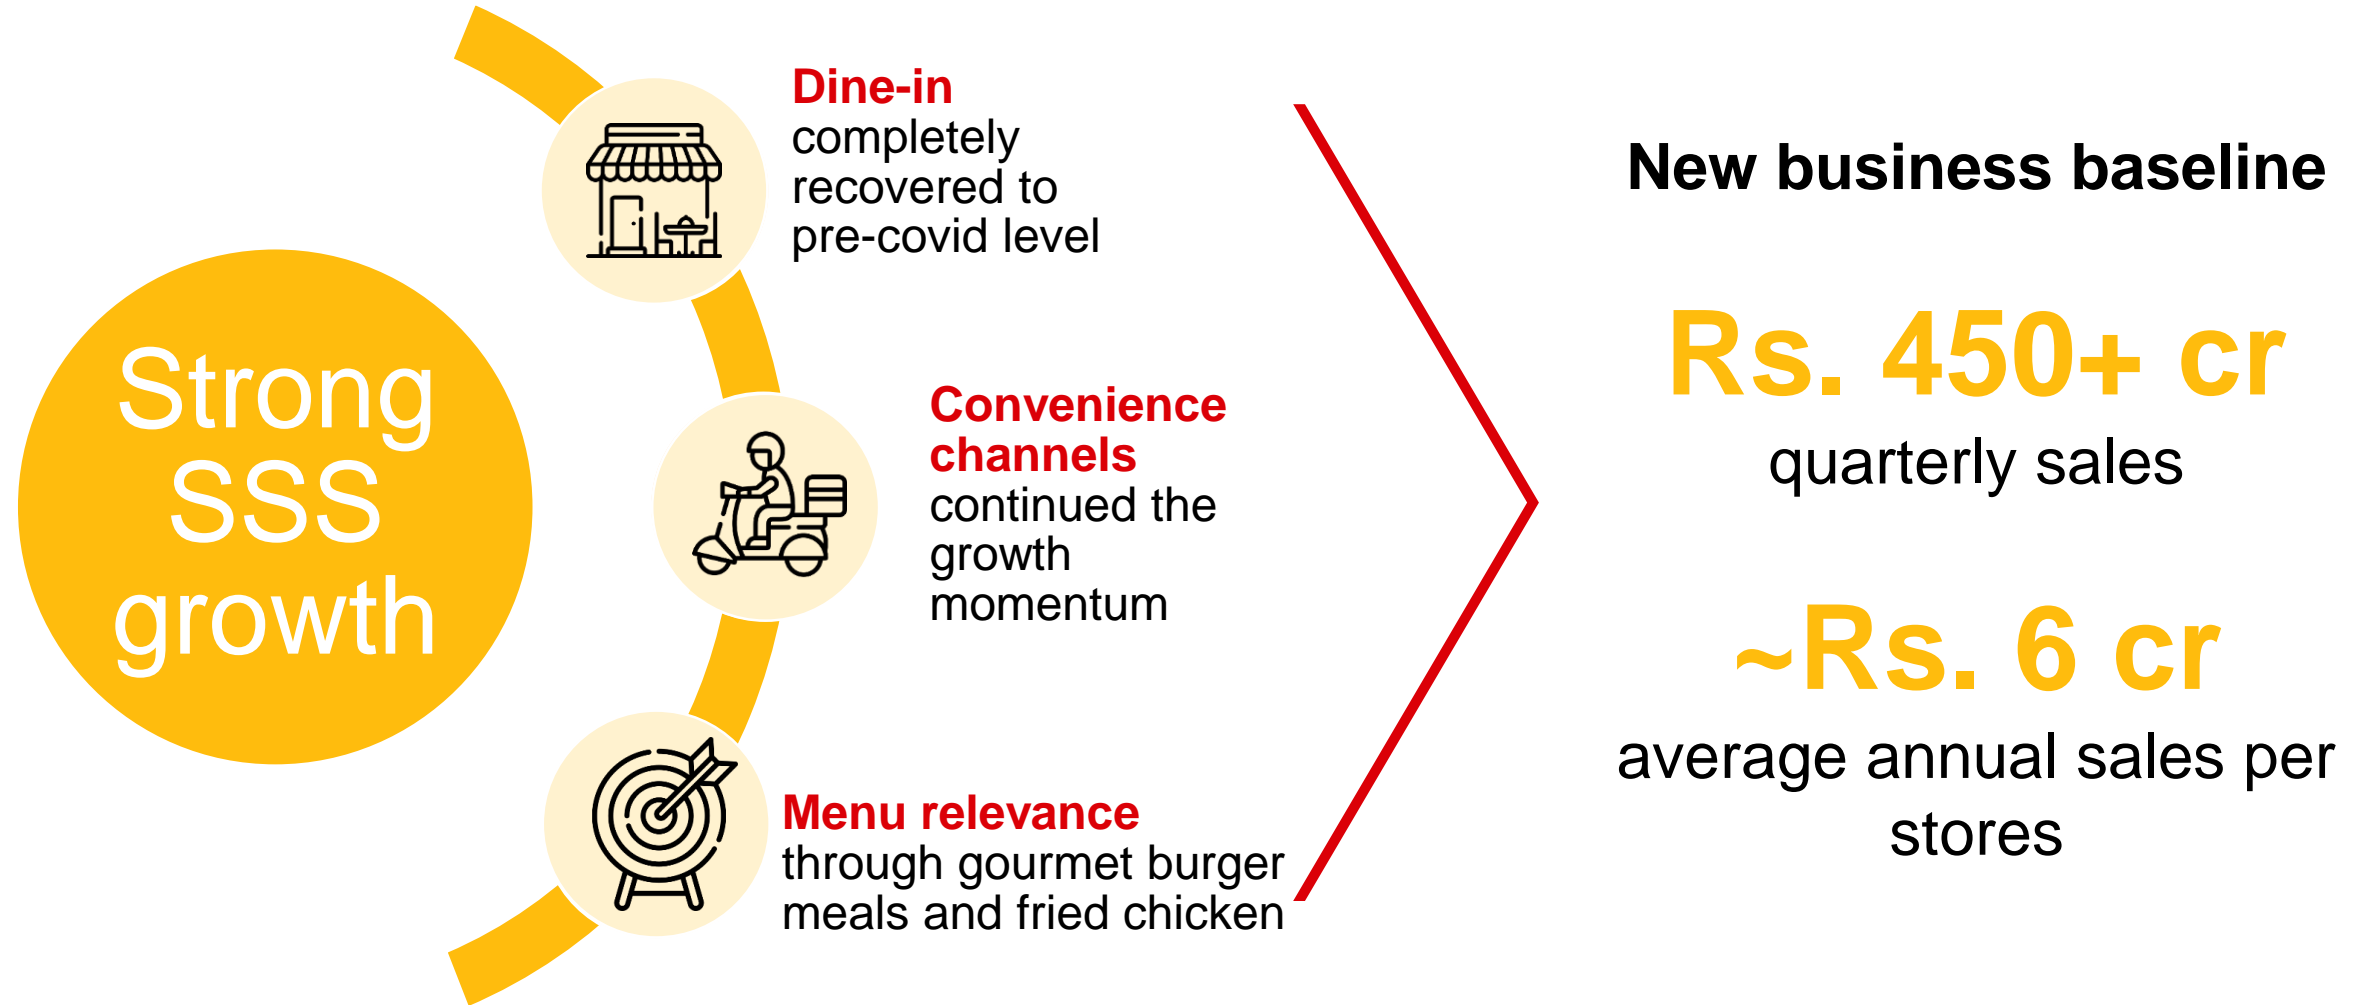 Strong
SSS
growth
Dine-in
completely
recovered to
pre-covid level
Convenience
channels
continued the
growth
momentum
Menu relevance
through gourmet burger
meals and fried chicken
New business baseline
Rs. 450+ cr
quarterly sales
~Rs. 6 cr
average annual sales per
stores